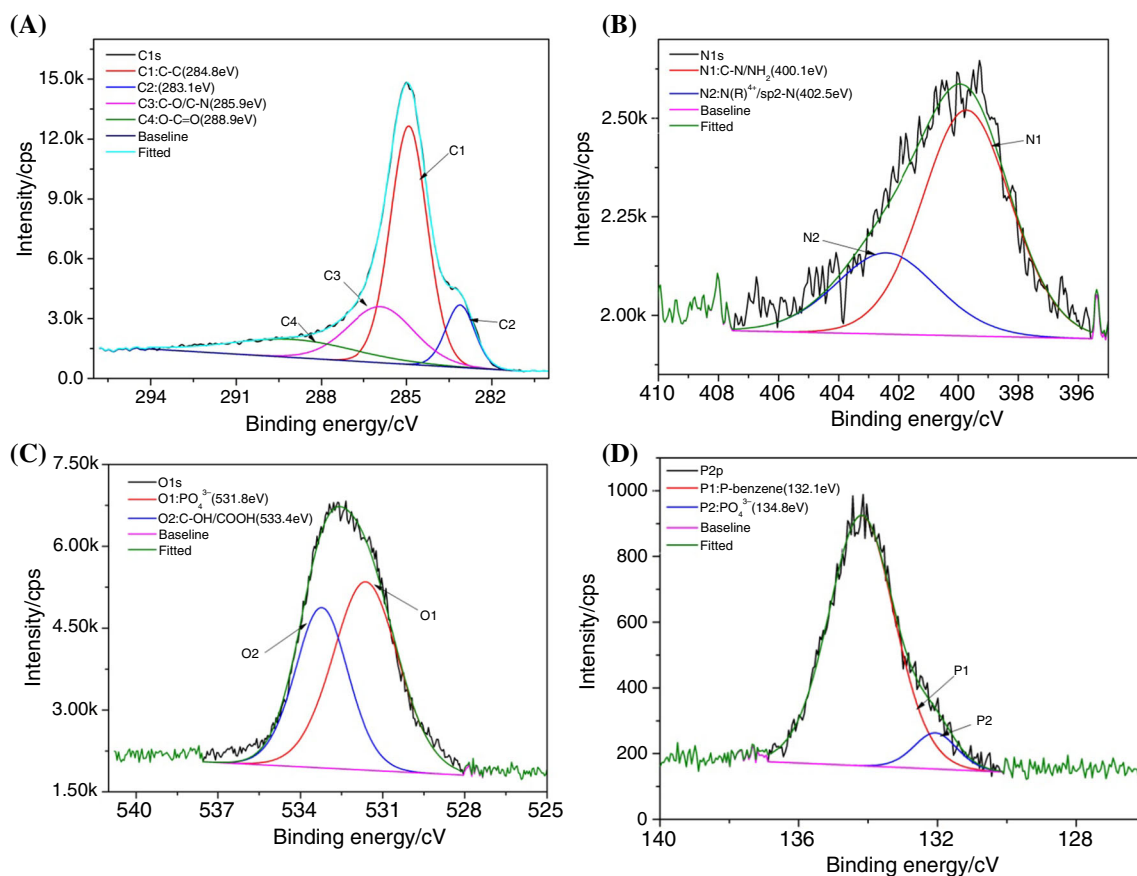 (A)
C1s
C1:C-C(284.8eV)
C2:(283.1eV)
C3:C-O/C-N(285.9eV)
C4:O-C=O(288.9eV)
Baseline
Fitted
15.0k
12.0k
9.0k
6.0k
3.0k
0.0
Intensity/cps
C1
C3
C4
C2
294
291
288
285
282
Binding energy/cV
(B)
N1s
N1:C-N/NH₂(400.1eV)
N2:N(R)⁴⁺/sp2-N(402.5eV)
Baseline
Fitted
2.50k
2.25k
2.00k
Intensity/cps
N1
N2
410
408
406
404
402
400
398
396
Binding energy/cV
(C)
O1s
O1:PO₄³⁻(531.8eV)
O2:C-OH/COOH(533.4eV)
Baseline
Fitted
7.50k
6.00k
4.50k
3.00k
1.50k
Intensity/cps
O1
O2
540
537
534
531
528
525
Binding energy/cV
(D)
P2p
P1:P-benzene(132.1eV)
P2:PO₄³⁻(134.8eV)
Baseline
Fitted
1000
800
600
400
200
0
Intensity/cps
P1
P2
140
136
132
128
Binding energy/cV